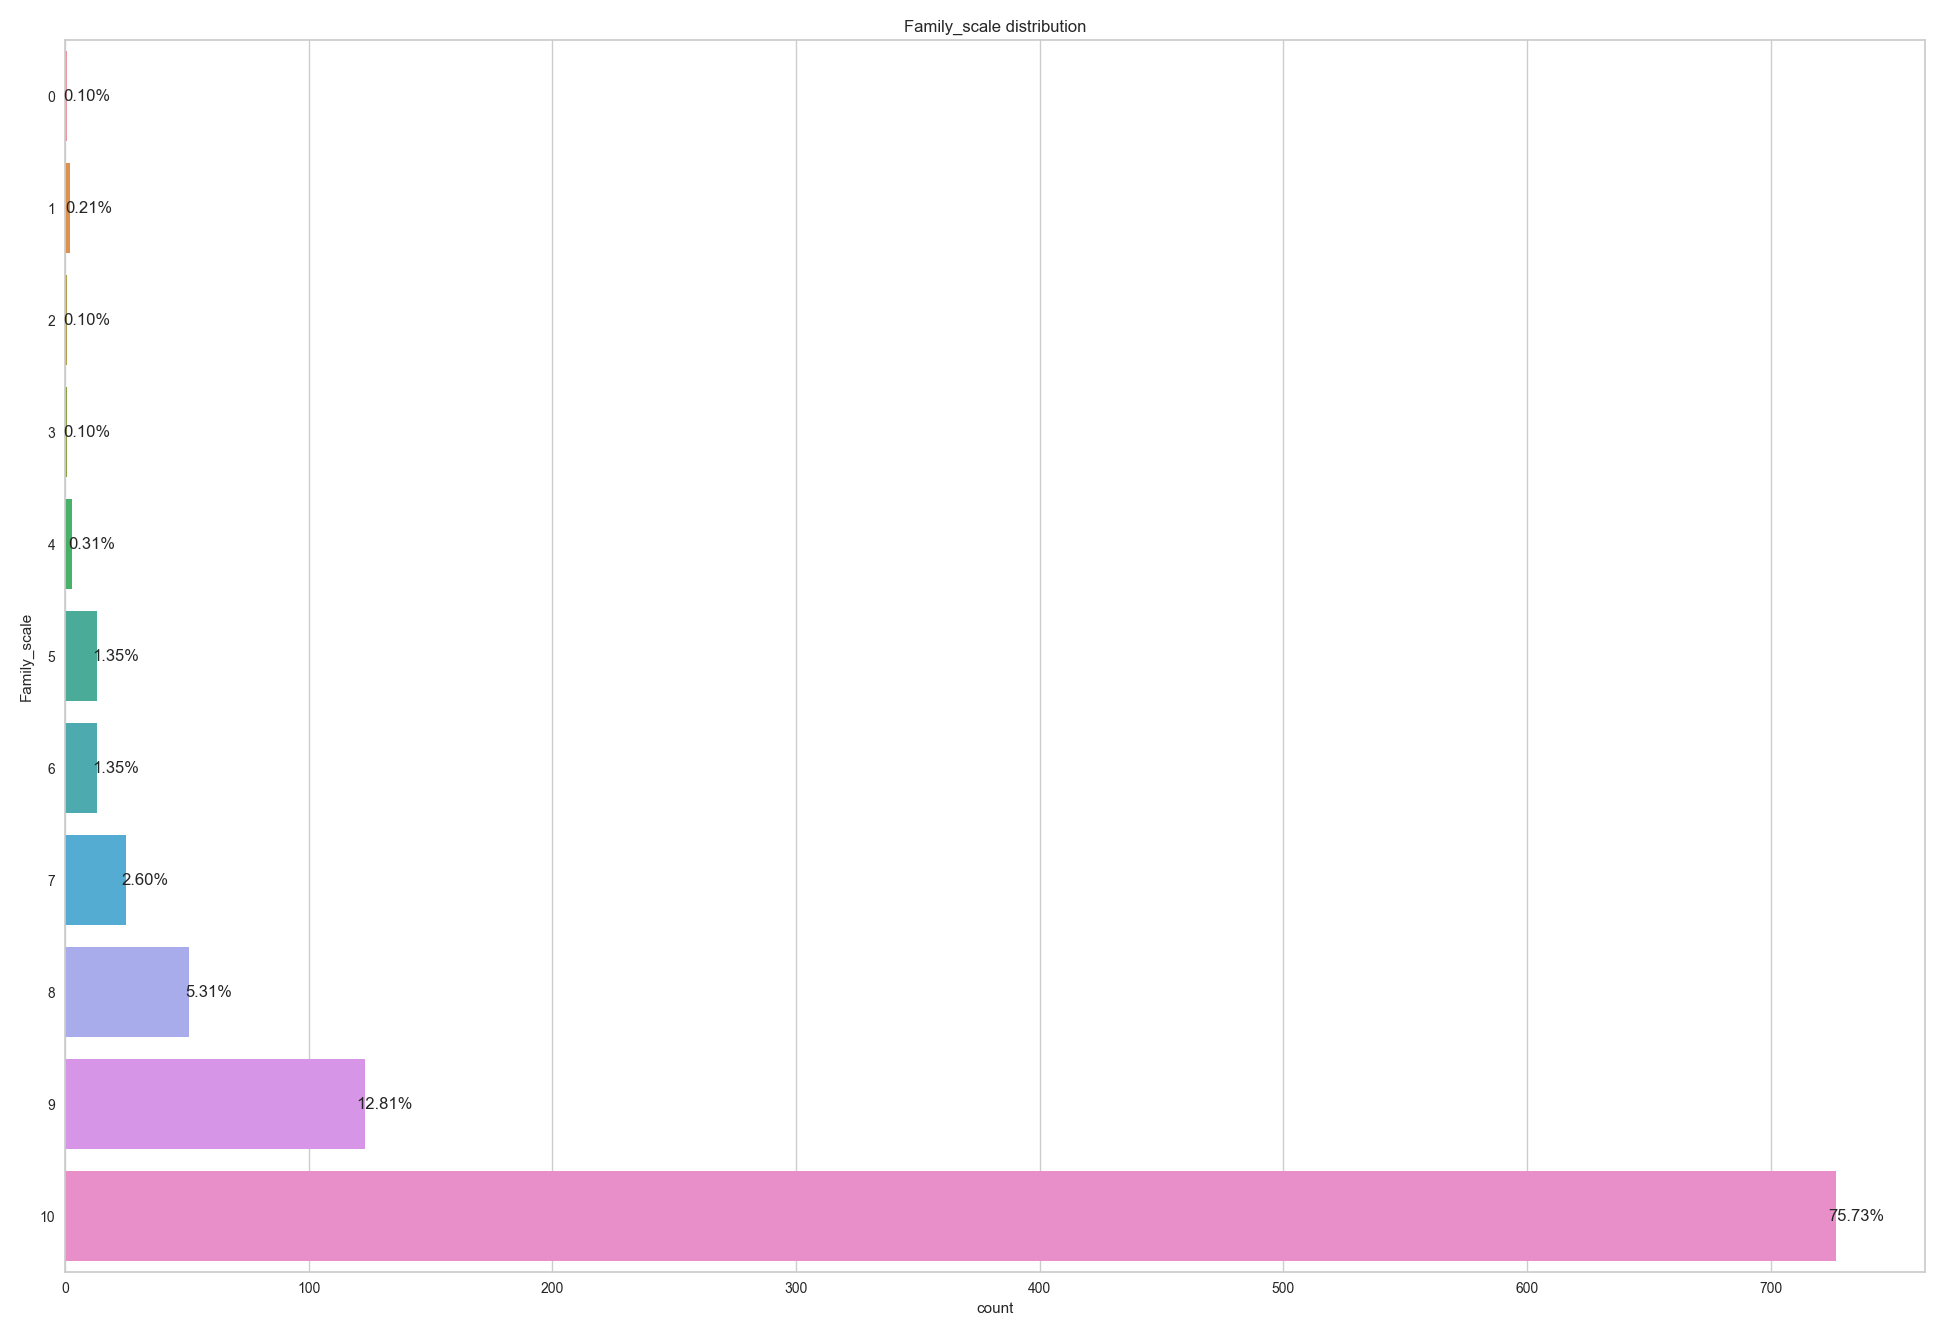 Family_scale distribution
0 0.10%
1 0.21%
2 0.10%
3 0.10%
4 0.31%
Family_scale
5 1.35%
6 1.35%
7 2.60%
8 5.31%
9 12.81%
10 75.73%
0 100 200 300 400 500 600 700
count